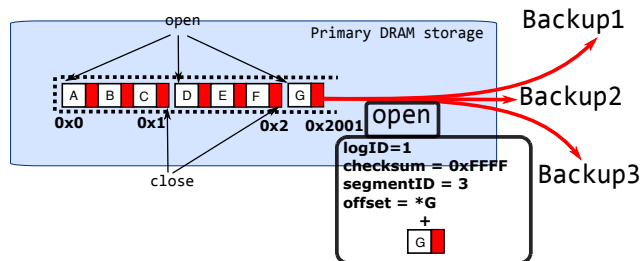 open
Primary DRAM storage
Backup1
A B C D E F G
0x0 0x1 0x2 0x2001
Backup2
open
close
logID=1
checksum = 0xFFFF
segmentID = 3
offset = *G
+
G
Backup3